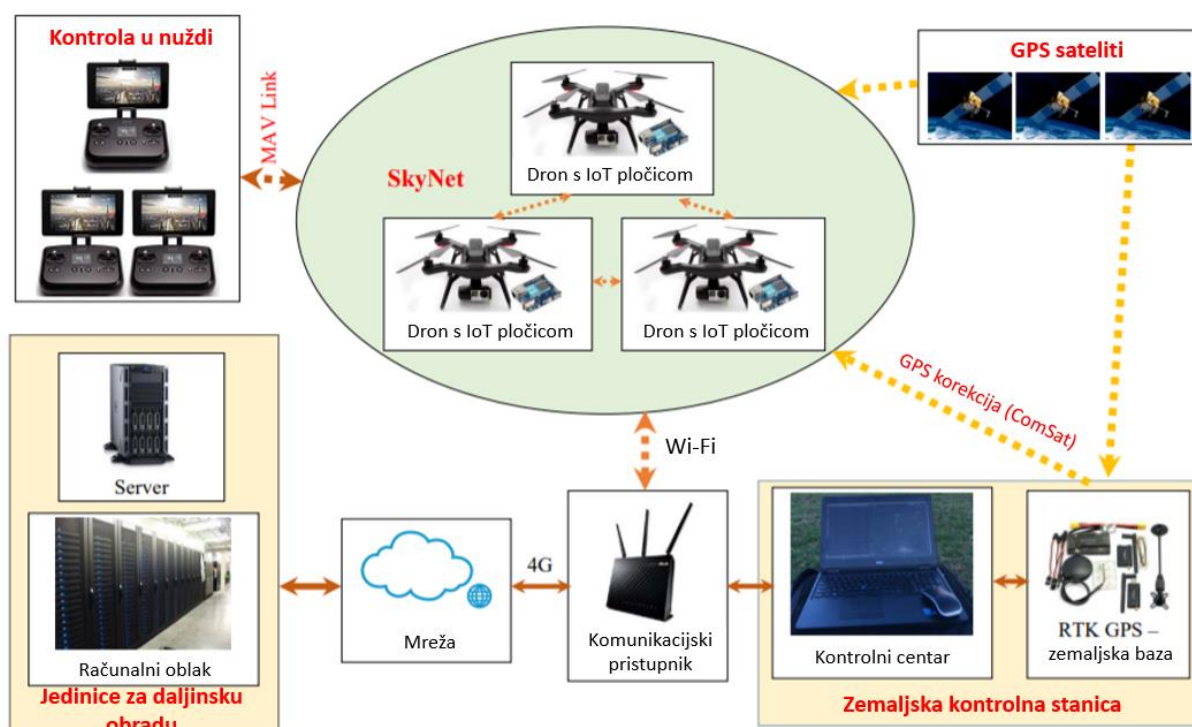 Kontrola u nuždi
MAV Link
SkyNet
Dron s IoT pločicom
Dron s IoT pločicom
Dron s IoT pločicom
GPS sateliti
GPS korekcija (ComSat)
Wi-Fi
Server
Računalni oblak
Jedinice za daljinsku
obradu
4G
Mreža
Komunikacijski
pristupnik
Kontrolni centar
RTK GPS –
zemaljska baza
Zemaljska kontrolna stanica